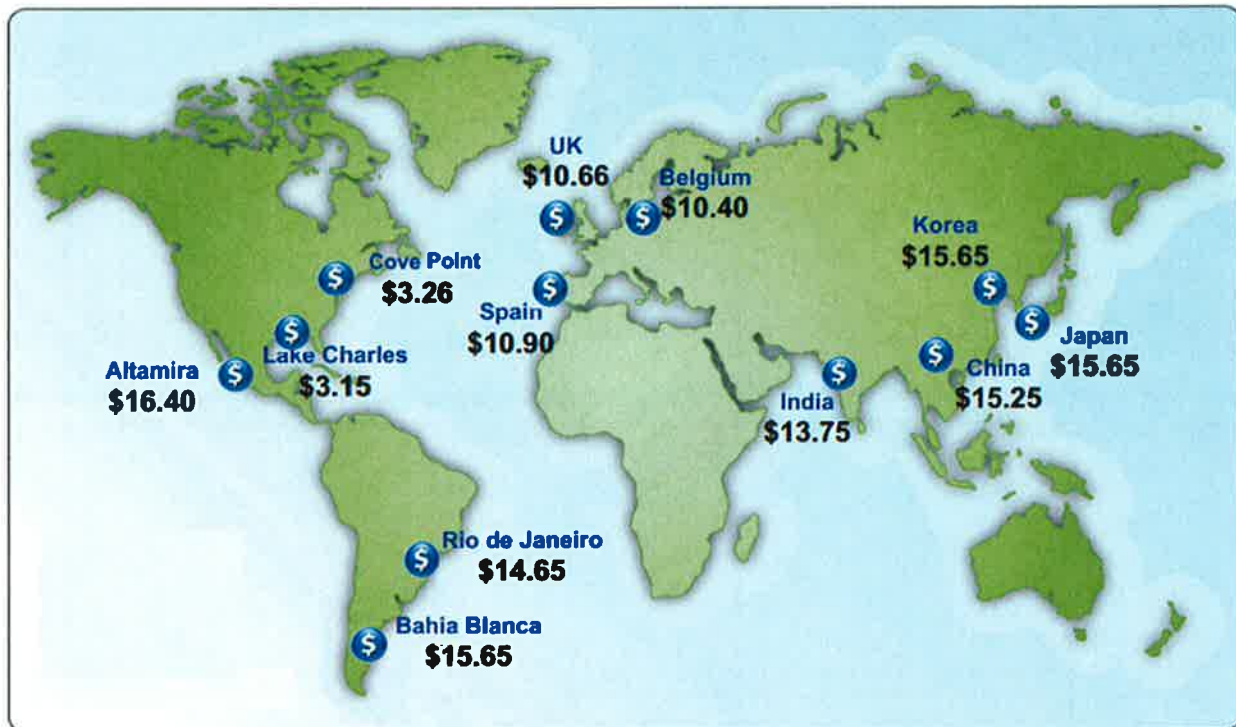 UK
$10.66
Belgium
$10.40
Korea
$15.65
Cove Point
$3.26
Spain
$10.90
Japan
$15.65
Lake Charles
$3.15
Altamira
$16.40
China
$15.25
India
$13.75
Rio de Janeiro
$14.65
Bahia Blanca
$15.65
$
$
$
$
$
$
$
$
$
$
$